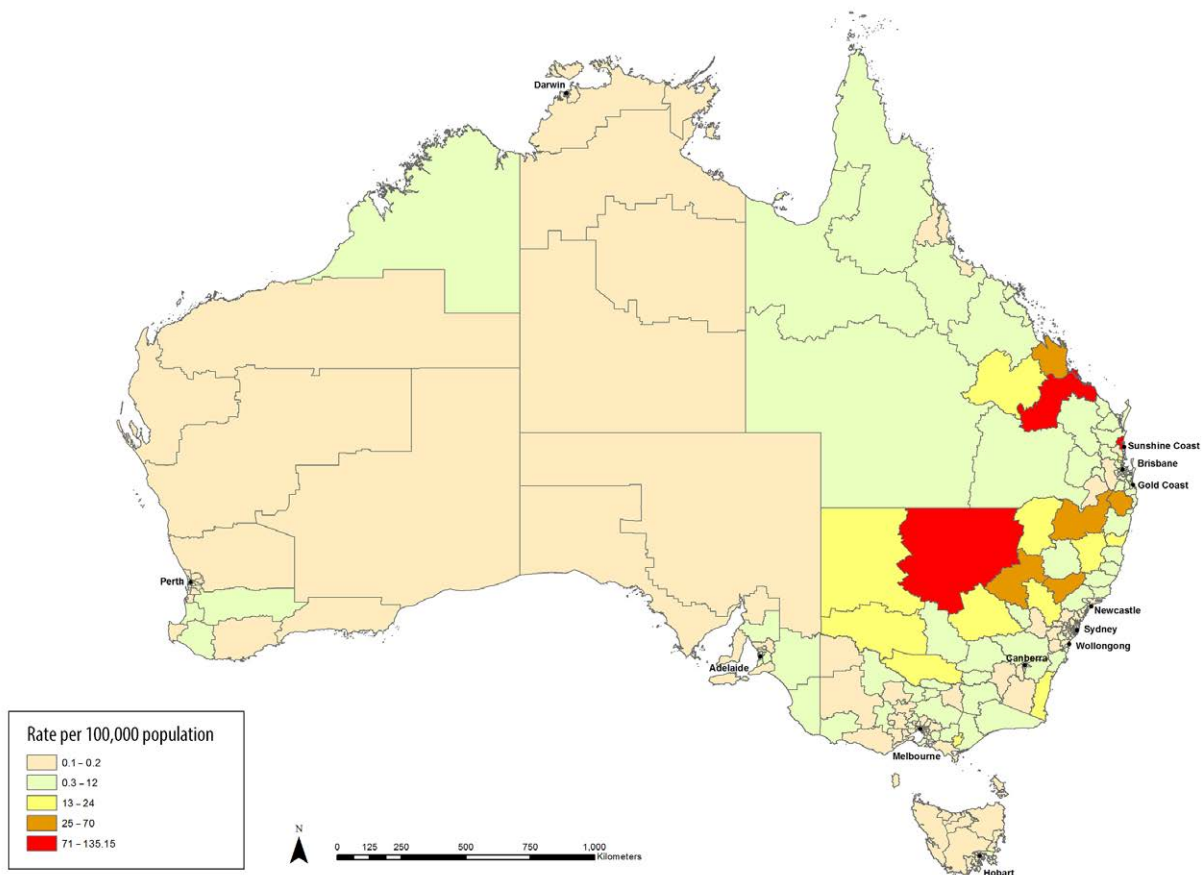 Darwin
Sunshine Coast
Brisbane
Gold Coast
Perth
Newcastle
Sydney
Wollongong
Adelaide
Canberra
Melbourne
Hobart
Rate per 100,000 population
0.1 – 0.2
0.3 – 12
13 – 24
25 – 70
71 – 135.15
N
0 125 250 500 750 1,000
Kilometers